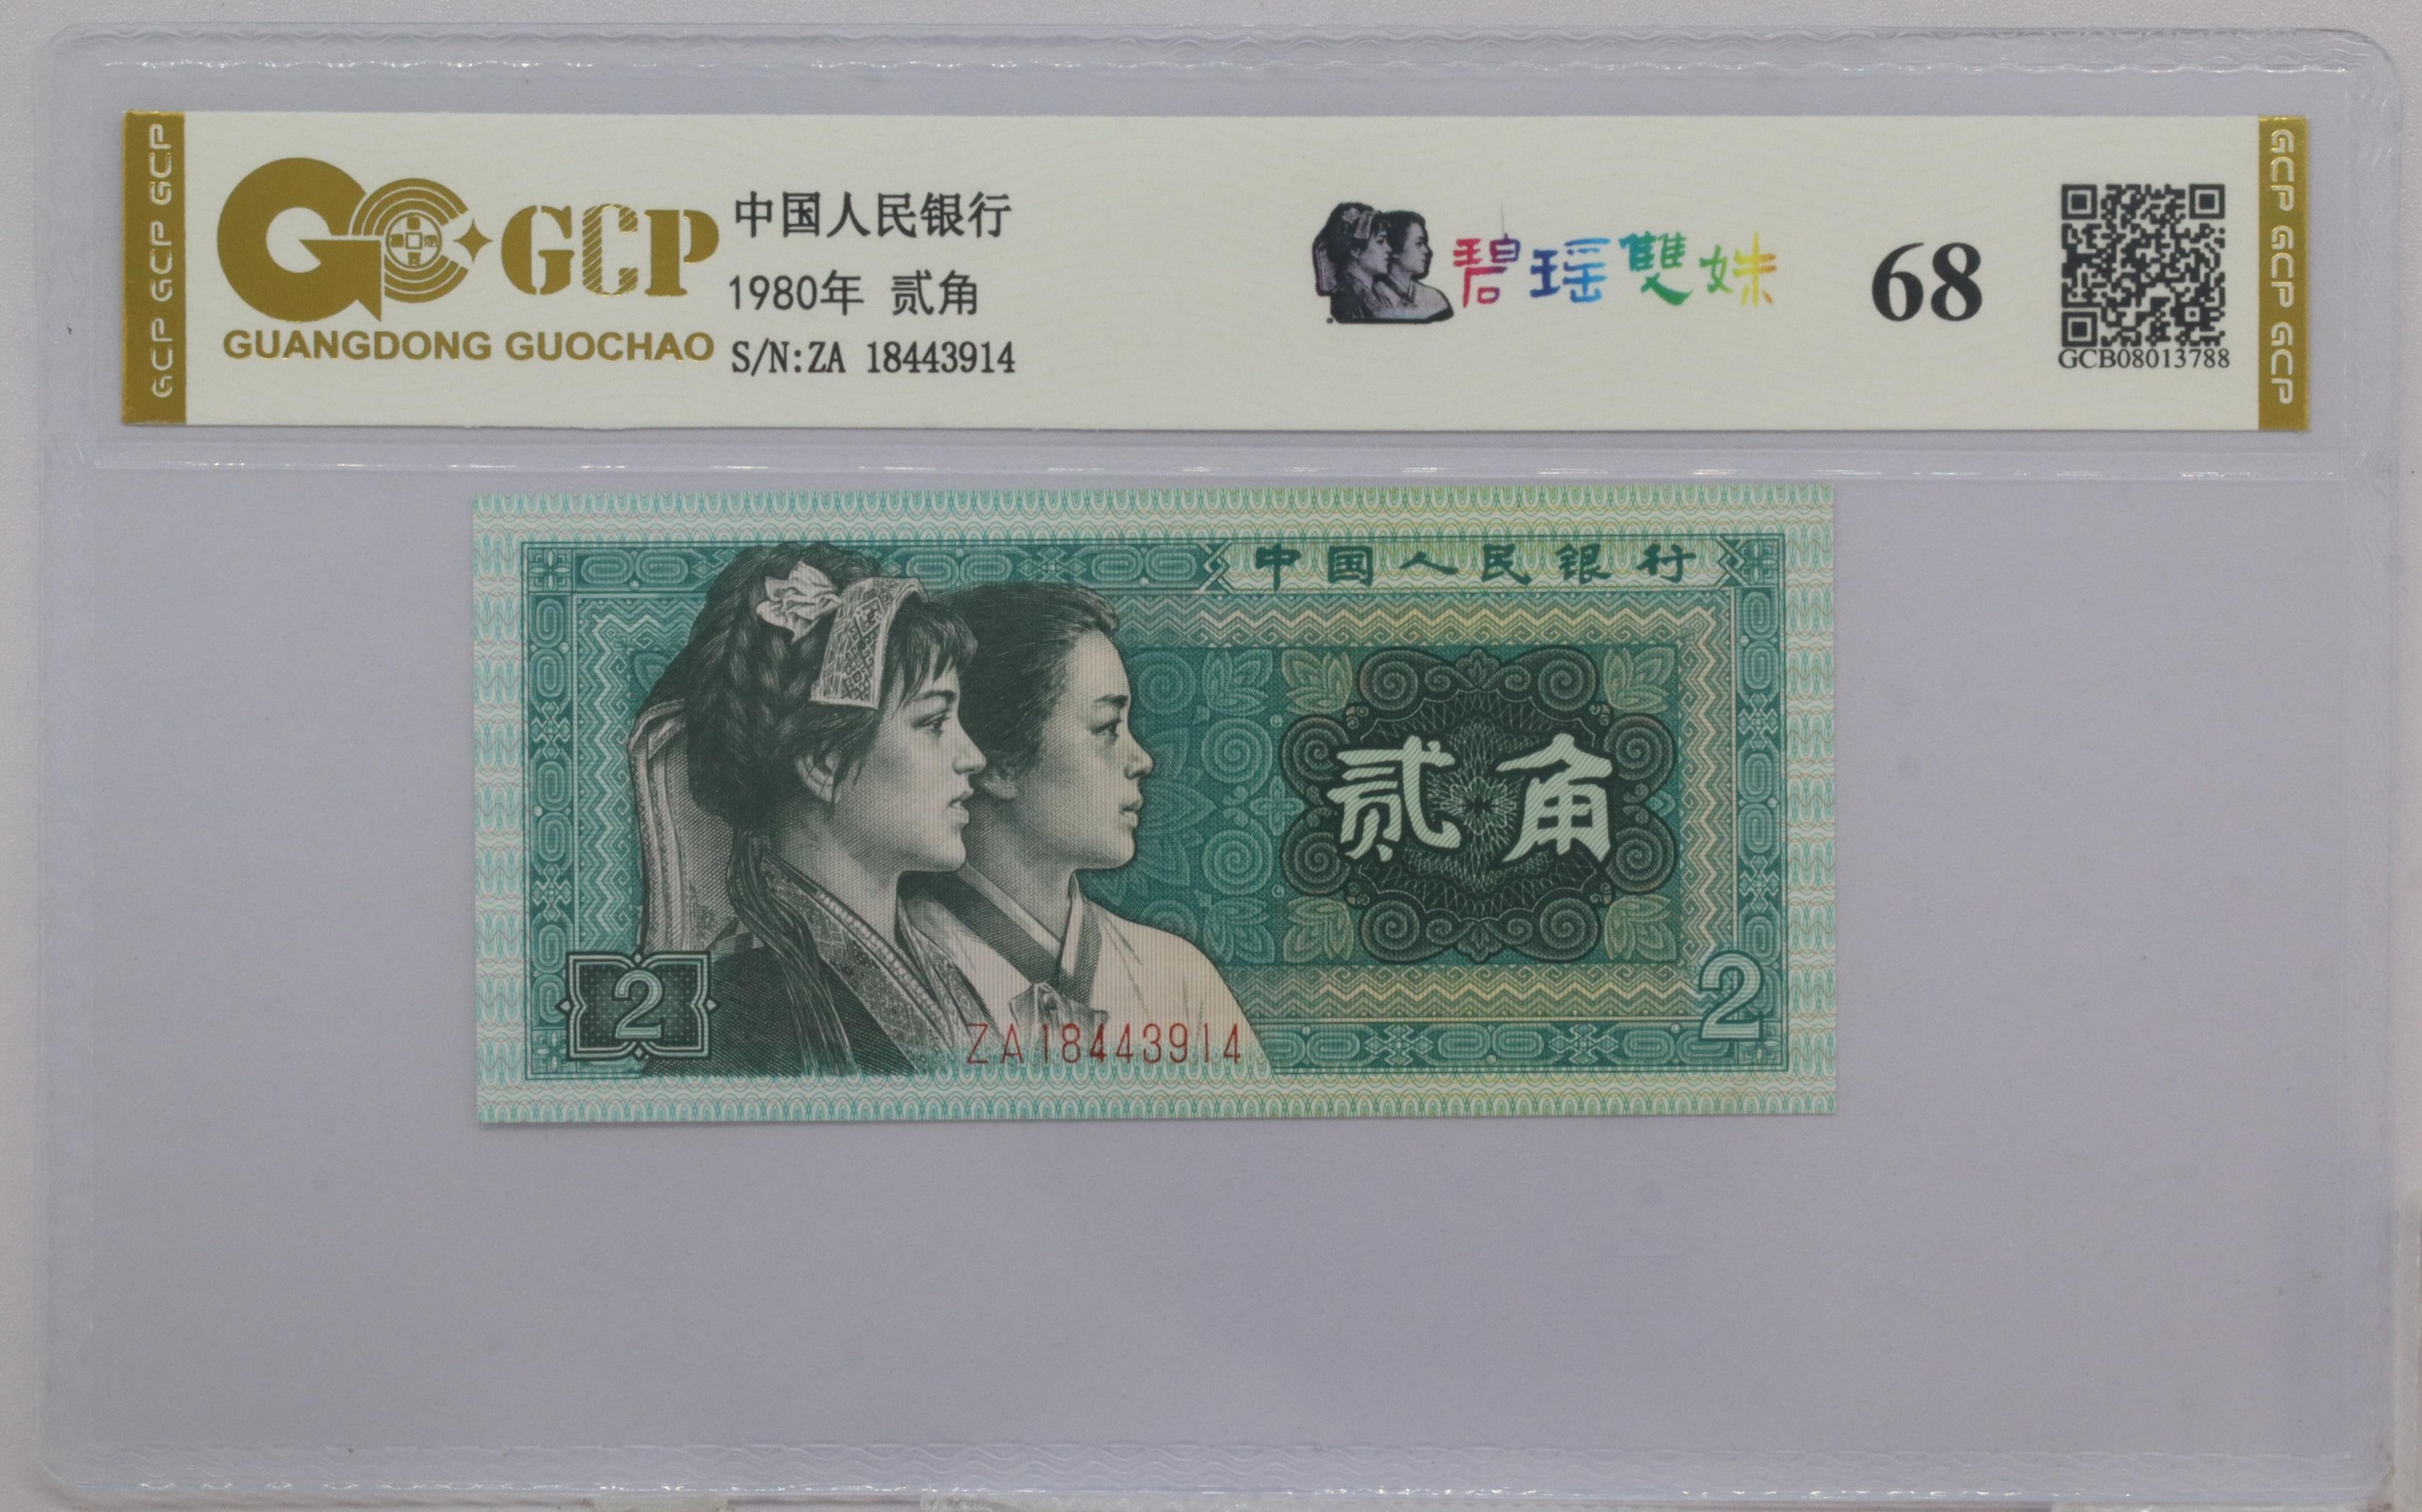 GCP GCP GCP
GCP
GUANGDONG GUOCHAO
中国人民银行
1980年 贰角
S/N:ZA 18443914
碧瑶雙姝
68
GCB08013788
GCP GCP GCP
中国人民银行
贰角
2
2
ZA18443914